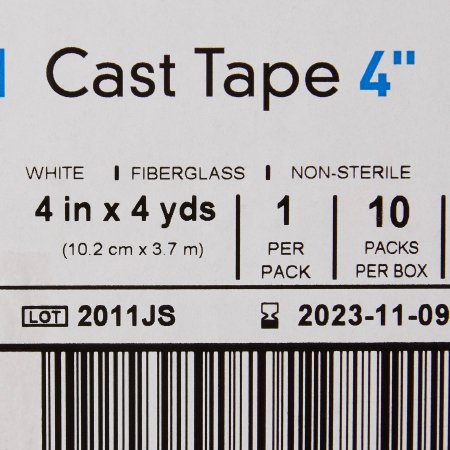 Cast Tape 4"
WHITE | FIBERGLASS | NON-STERILE
4 in x 4 yds
(10.2 cm x 3.7 m)
1
PER
PACK
10
PACKS
PER BOX
LOT 2011JS
2023-11-09